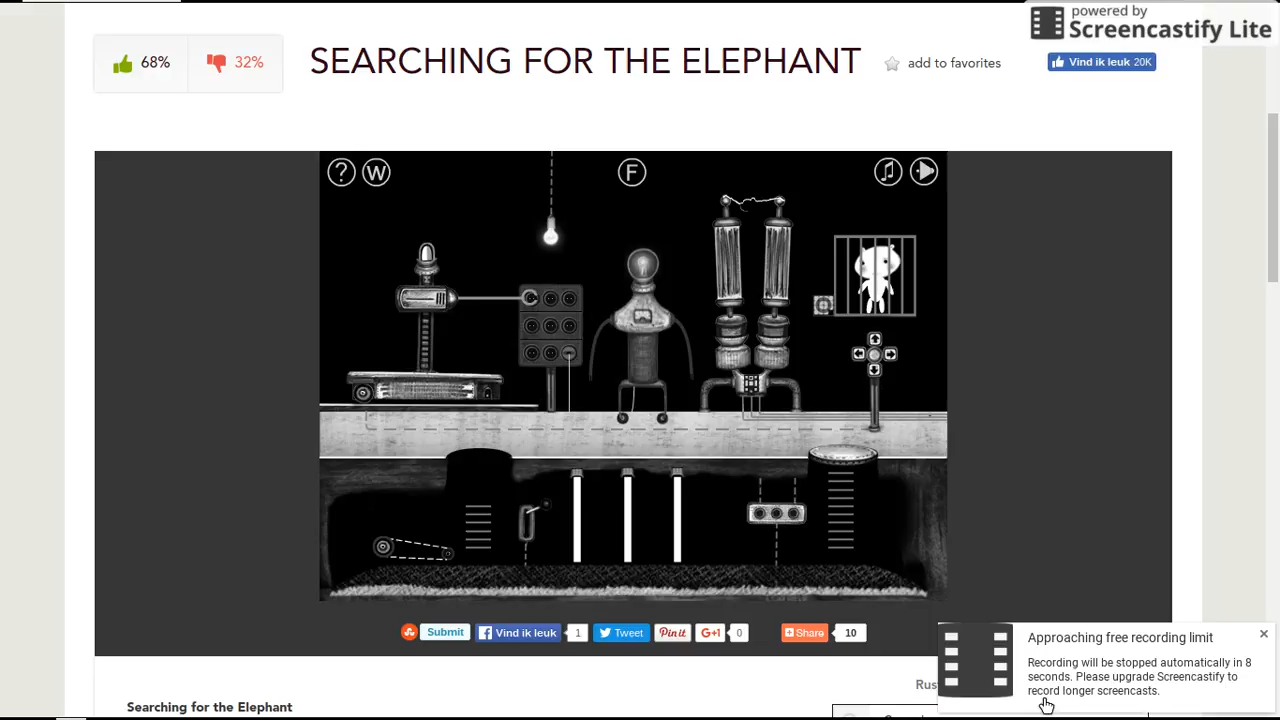 powered by
Screencastify Lite
68%
32%
SEARCHING FOR THE ELEPHANT
add to favorites
Vind ik leuk 20K
? W
F
Submit
Vind ik leuk
1
Tweet
Pin it
G+1
0
Share
10
Approaching free recording limit
Recording will be stopped automatically in 8
seconds. Please upgrade Screencastify to
record longer screencasts.
Searching for the Elephant